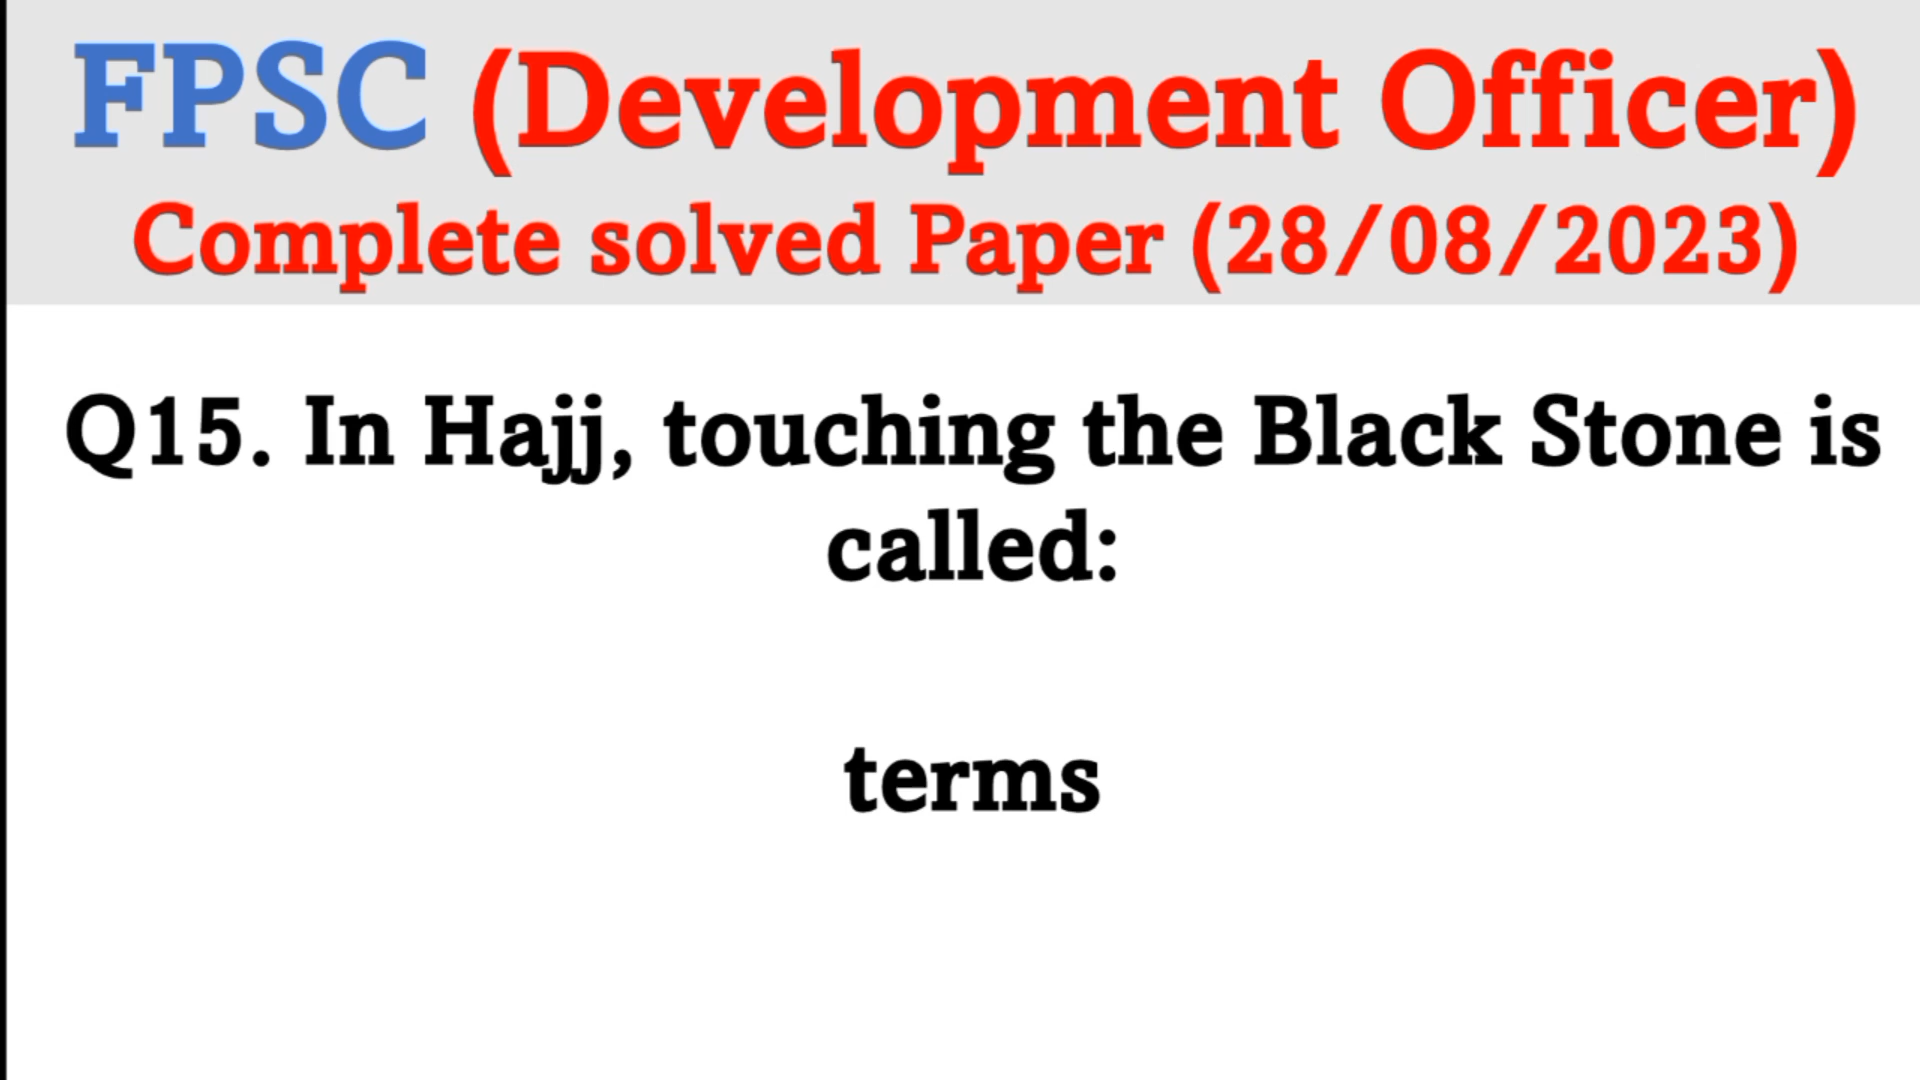 FPSC (Development Officer)
Complete solved Paper (28/08/2023)
Q15. In Hajj, touching the Black Stone is
called:
terms